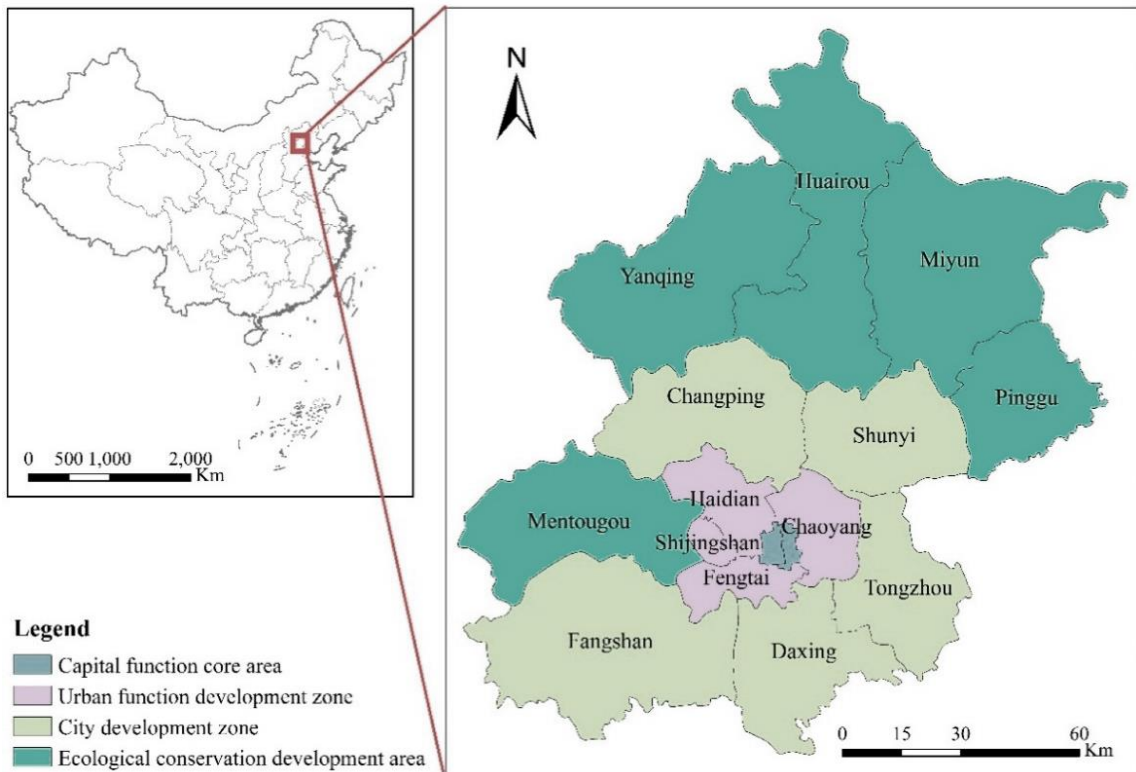 N
Huairou
Miyun
Yanqing
Pinggu
Changping
Shunyi
Haidian
Chaoyang
Mentougou
Shijingshan
Fengtai
Tongzhou
Fangshan
Daxing
0 500 1,000 2,000
Km
Legend
Capital function core area
Urban function development zone
City development zone
Ecological conservation development area
0 15 30 60
Km